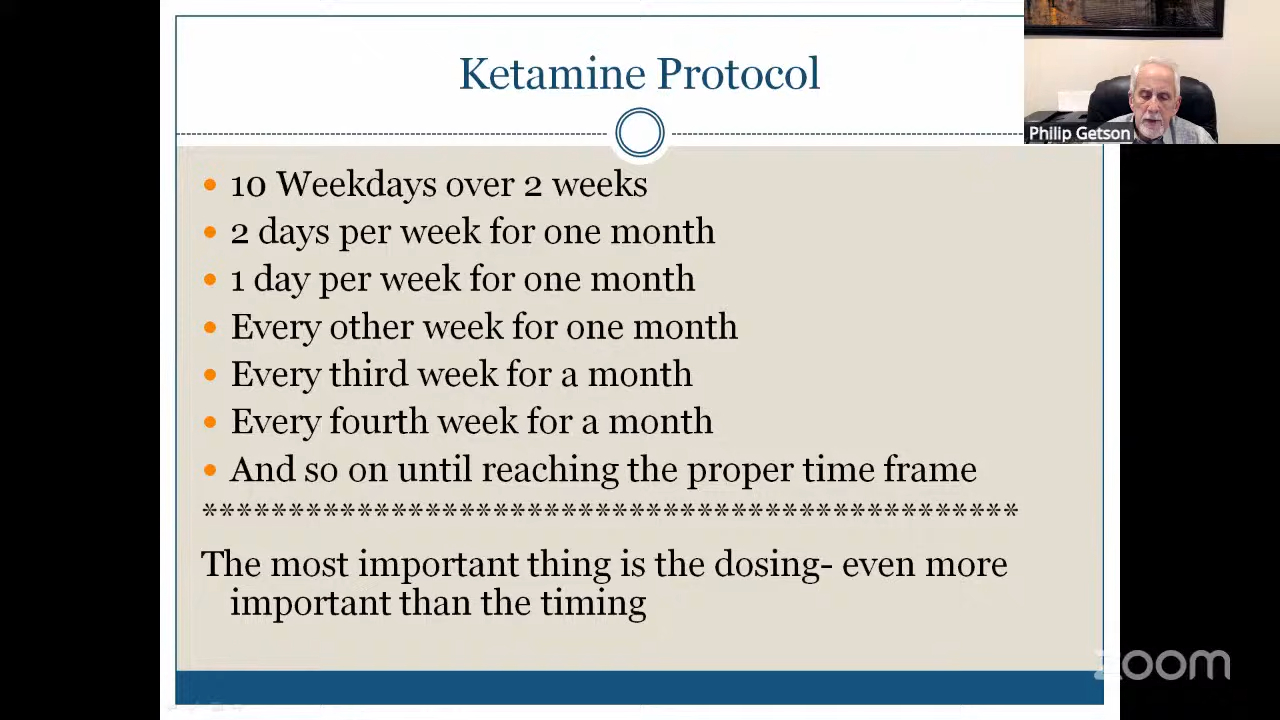 Ketamine Protocol
Philip Getson
• 10 Weekdays over 2 weeks
• 2 days per week for one month
• 1 day per week for one month
• Every other week for one month
• Every third week for a month
• Every fourth week for a month
• And so on until reaching the proper time frame
************************************************
The most important thing is the dosing- even more
important than the timing
zoom